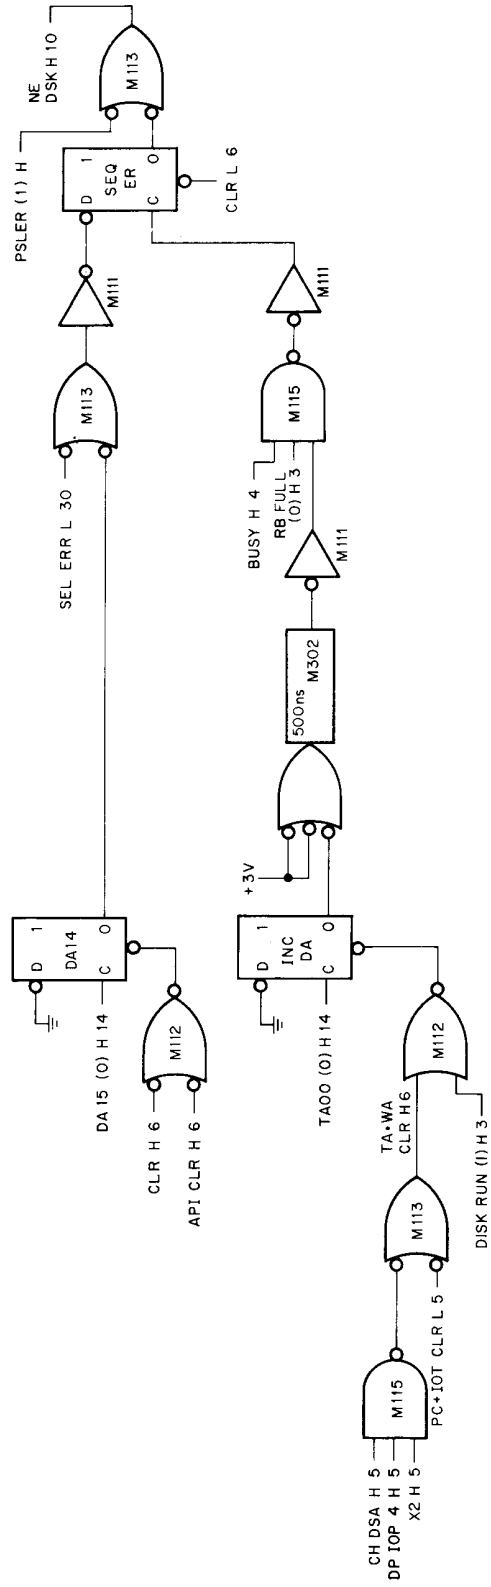 CH DSA H 5
DP IOP 4 H 5
X2 H 5
M115
PC+IOT CLR L 5
M113
TA•WA
CLR H6
DISK RUN (1) H 3
M112
CLR H 6
API CLR H 6
M112
DA15 (0) H 14
D 1
DA14
C 0
TA00 (0) H 14
D 1
INC
DA
C 0
+3V
500ns
M302
M111
BUSY H 4
RB FULL
(0) H 3
M115
M111
SEL ERR L 30
M113
M111
PSLER (1) H
D 1
SEQ
ER
C 0
CLR L 6
M113
NE
DSK H 10